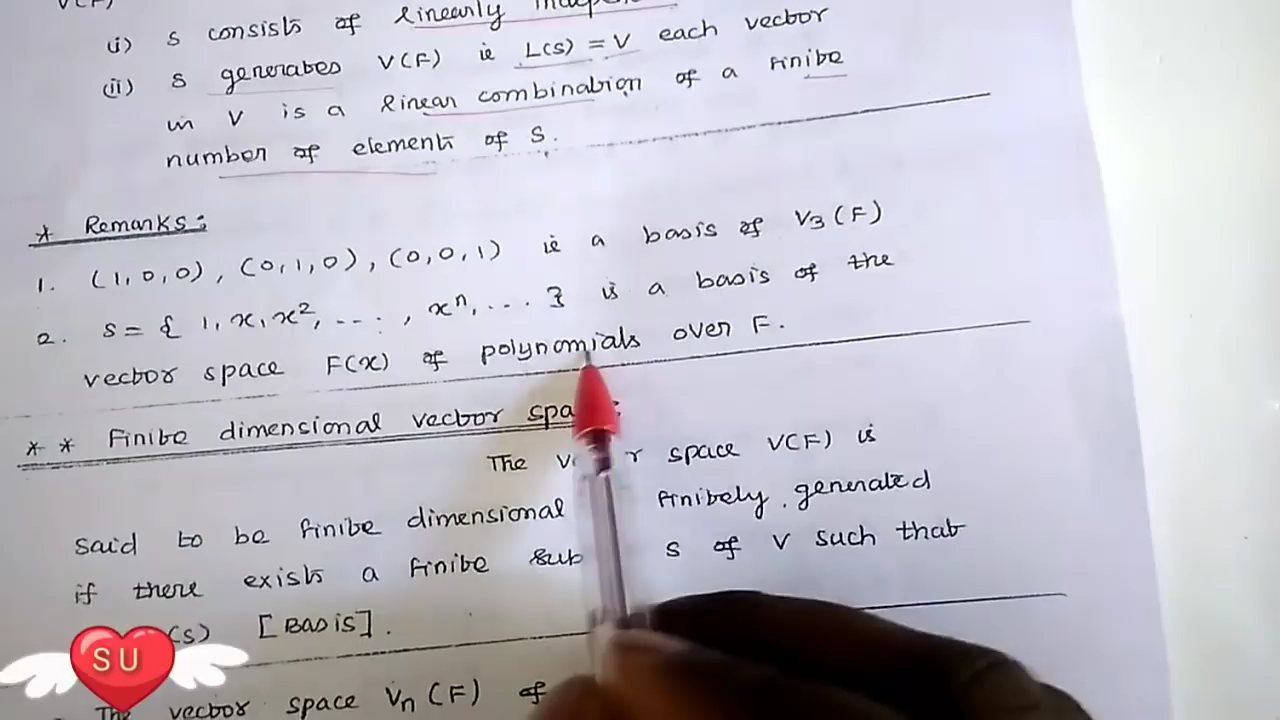 V(F)
(i) S consists of linearly
(ii) S generates V(F) ie L(S) = V each vector
in V is a linear combination of a finite
number of elements of S.
* Remarks:
1. (1,0,0), (0,1,0), (0,0,1) ie a basis of V3(F)
2. S = { 1, x, x², ..., xⁿ, ... } is a basis of the
vector space F(x) of polynomials over F.
* * Finite dimensional vector spa
The v r space V(F) is
said to be finite dimensional finitely generated
if there exists a finite sub S of V such that
(S) [Basis].
SU
The vector space Vn(F) of